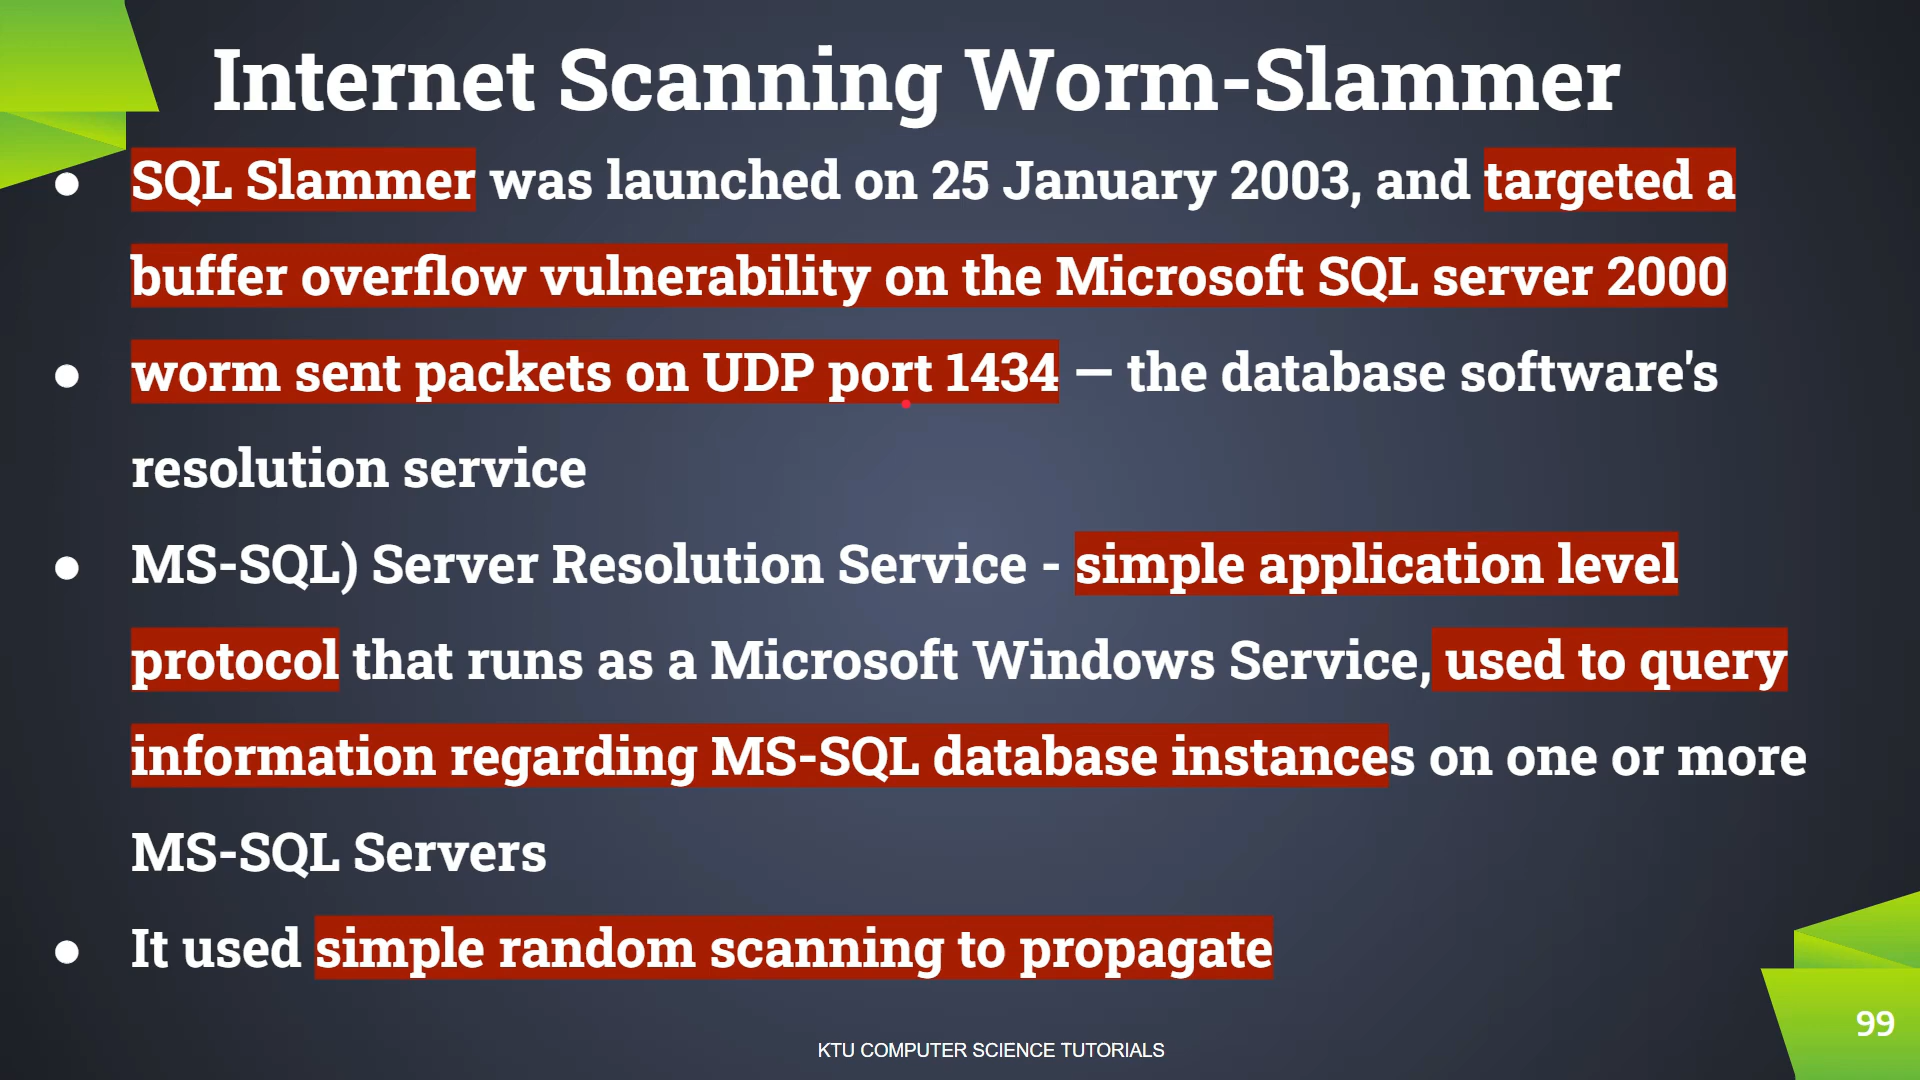 Internet Scanning Worm-Slammer
● SQL Slammer was launched on 25 January 2003, and targeted a
buffer overflow vulnerability on the Microsoft SQL server 2000
● worm sent packets on UDP port 1434 — the database software's
resolution service
● MS-SQL) Server Resolution Service - simple application level
protocol that runs as a Microsoft Windows Service, used to query
information regarding MS-SQL database instances on one or more
MS-SQL Servers
● It used simple random scanning to propagate
99
KTU COMPUTER SCIENCE TUTORIALS